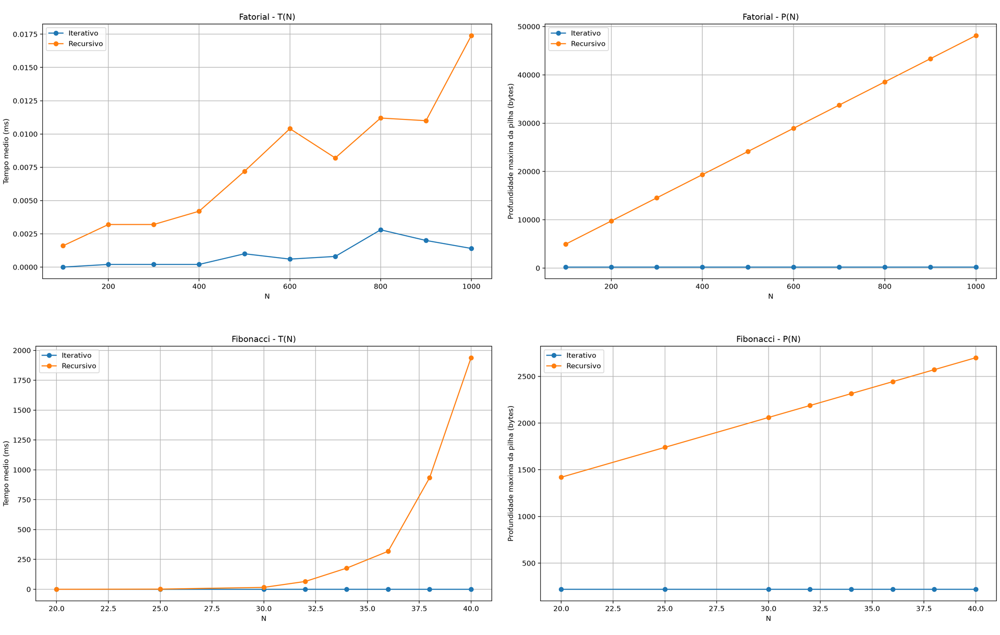 Fatorial - T(N)
Iterativo
Recursivo
0.0175
0.0150
0.0125
0.0100
0.0075
0.0050
0.0025
0.0000
Tempo medio (ms)
200 400 600 800 1000
N
Fatorial - P(N)
Iterativo
Recursivo
50000
40000
30000
20000
10000
0
Profundidade maxima da pilha (bytes)
200 400 600 800 1000
N
Fibonacci - T(N)
Iterativo
Recursivo
2000
1750
1500
1250
1000
750
500
250
0
Tempo medio (ms)
20.0 22.5 25.0 27.5 30.0 32.5 35.0 37.5 40.0
N
Fibonacci - P(N)
Iterativo
Recursivo
2500
2000
1500
1000
500
Profundidade maxima da pilha (bytes)
20.0 22.5 25.0 27.5 30.0 32.5 35.0 37.5 40.0
N